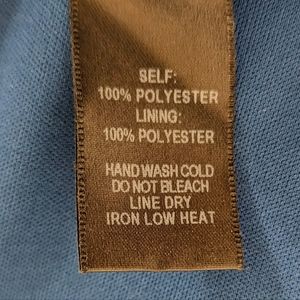 SELF:
100% POLYESTER
LINING:
100% POLYESTER
HAND WASH COLD
DO NOT BLEACH
LINE DRY
IRON LOW HEAT